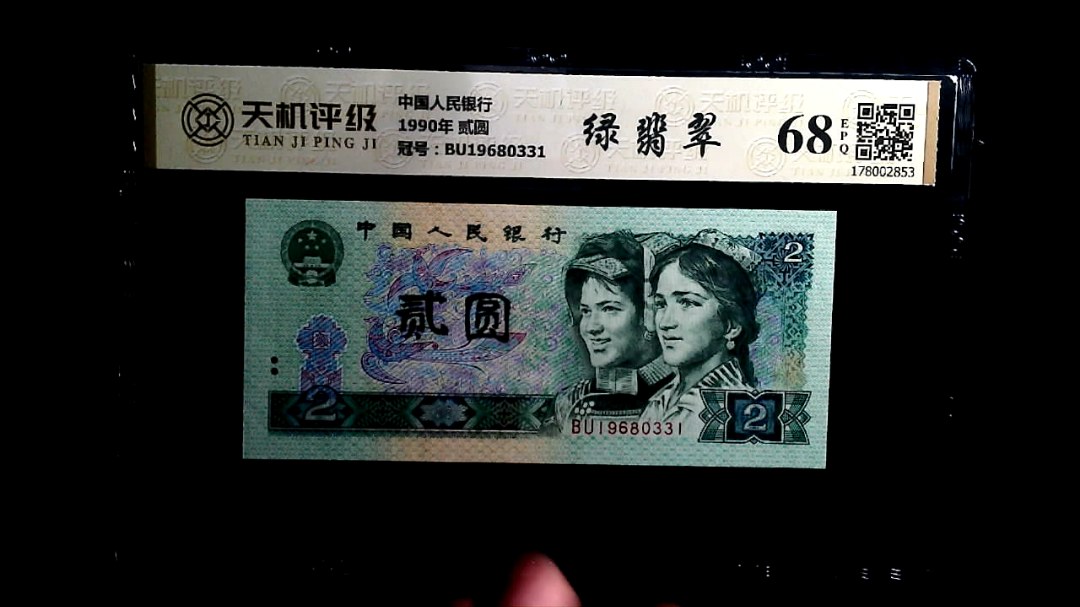 天机评级
TIAN JI PING JI
中国人民银行
1990年 贰圆
冠号：BU19680331
绿翡翠
68
EPQ
178002853
中国人民银行
贰圆
2
2
2
BU19680331